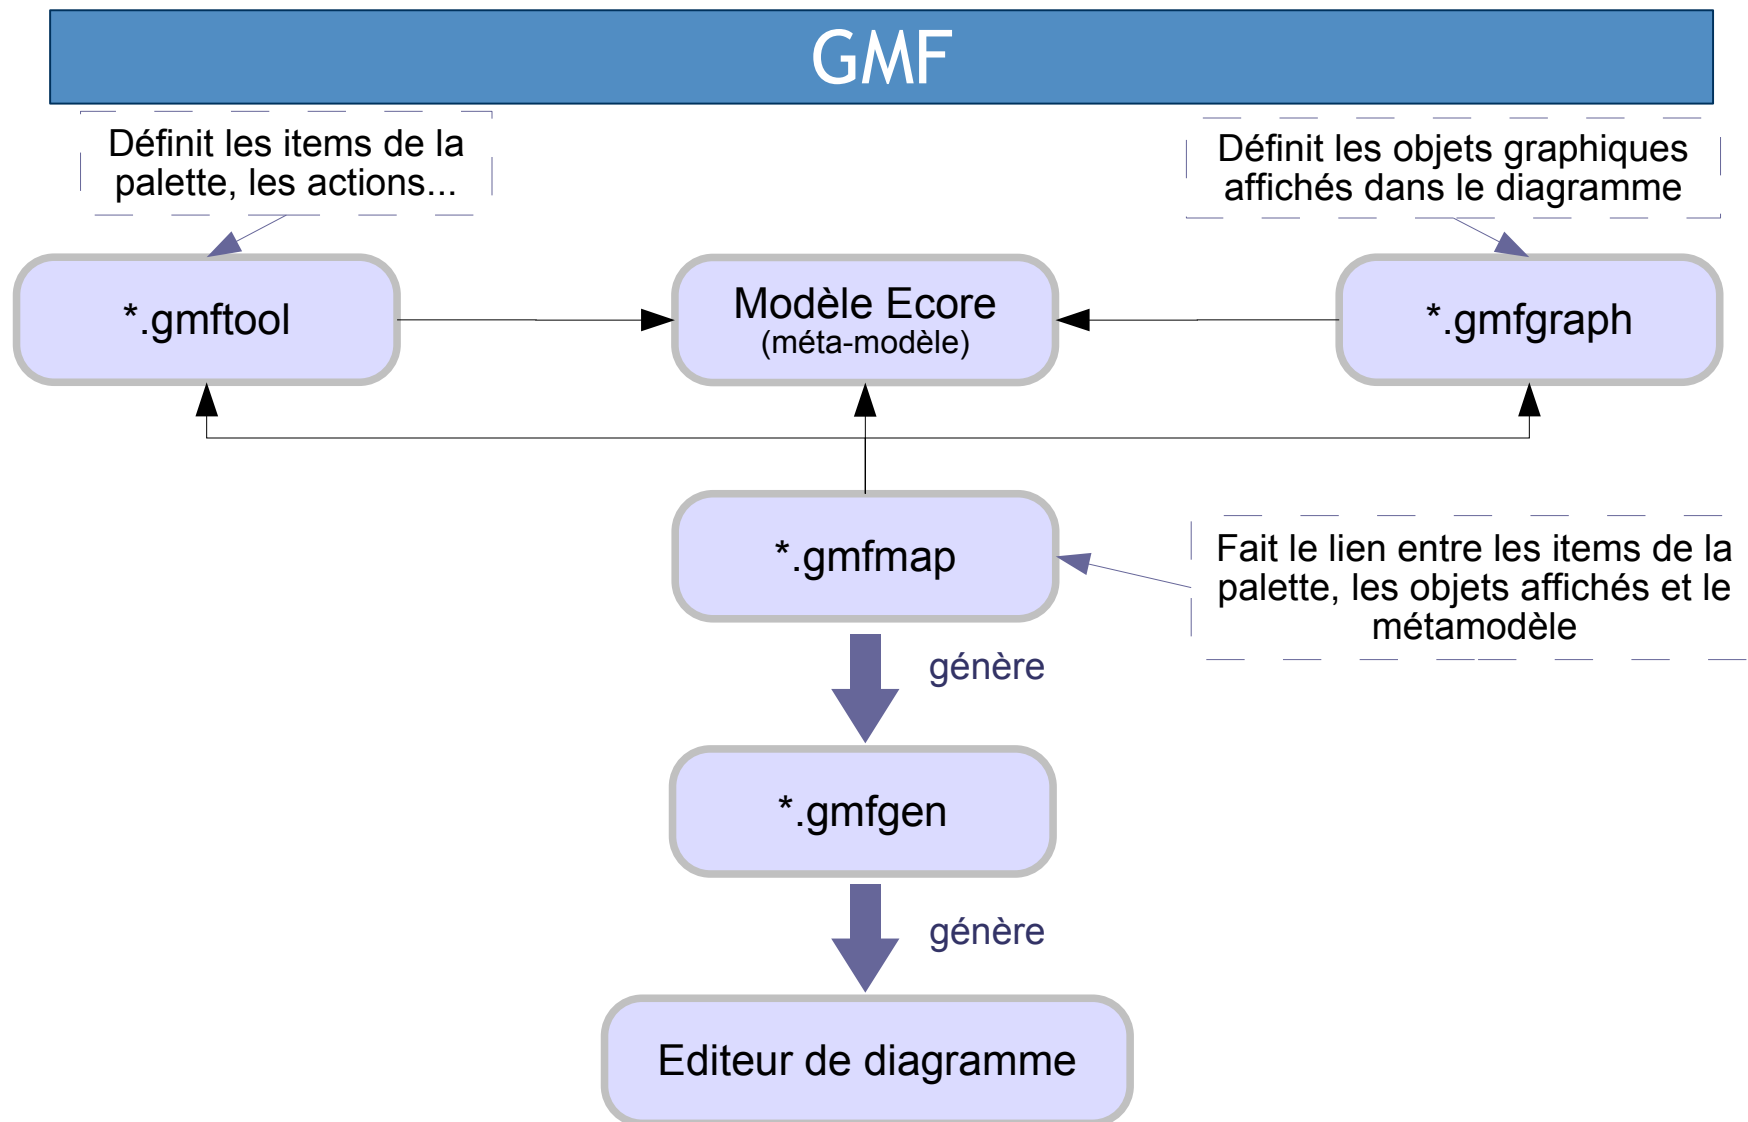 GMF
Définit les items de la
palette, les actions...
Définit les objets graphiques
affichés dans le diagramme
*.gmftool
Modèle Ecore
(méta-modèle)
*.gmfgraph
*.gmfmap
Fait le lien entre les items de la
palette, les objets affichés et le
métamodèle
génère
*.gmfgen
génère
Editeur de diagramme